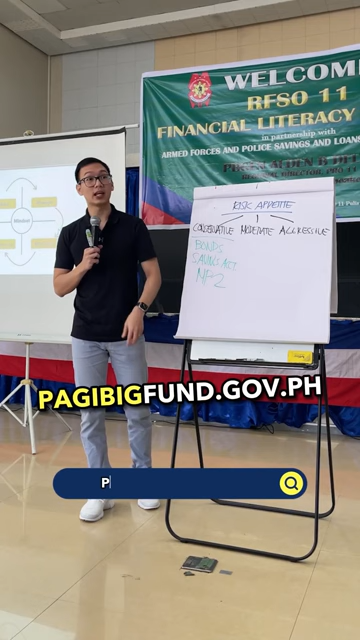 WELCOME
RFSO 11
FINANCIAL LITERACY
in partnership with
ARMED FORCES AND POLICE SAVINGS AND LOANS
RISK APPETITE
CONSERVATIVE MODERATE AGGRESSIVE
BONDS
SAVINGS ACT
MP2
PAGIBIGFUND.GOV.PH
P